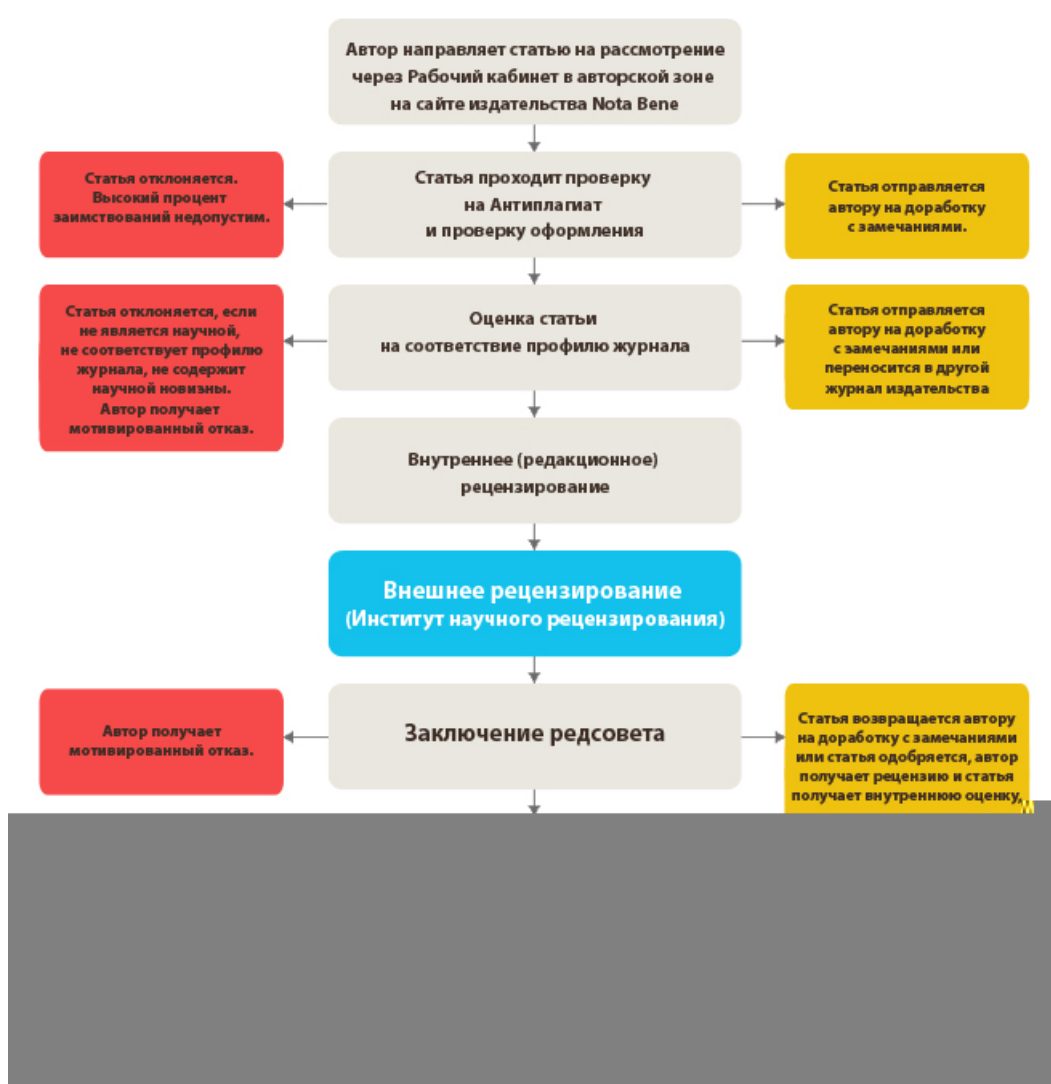 Автор направляет статью на рассмотрение
через Рабочий кабинет в авторской зоне
на сайте издательства Nota Bene
Статья отклоняется.
Высокий процент
заимствований недопустим.
Статья проходит проверку
на Антиплагиат
и проверку оформления
Статья отправляется
автору на доработку
с замечаниями.
Статья отклоняется, если
не является научной,
не соответствует профилю
журнала, не содержит
научной новизны.
Автор получает
мотивированный отказ.
Оценка статьи
на соответствие профилю журнала
Статья отправляется
автору на доработку
с замечаниями или
переносится в другой
журнал издательства
Внутреннее (редакционное)
рецензирование
Внешнее рецензирование
(Институт научного рецензирования)
Автор получает
мотивированный отказ.
Заключение редсовета
Статья возвращается автору
на доработку с замечаниями
или статья одобряется, автор
получает рецензию и статья
получает внутреннюю оценку,